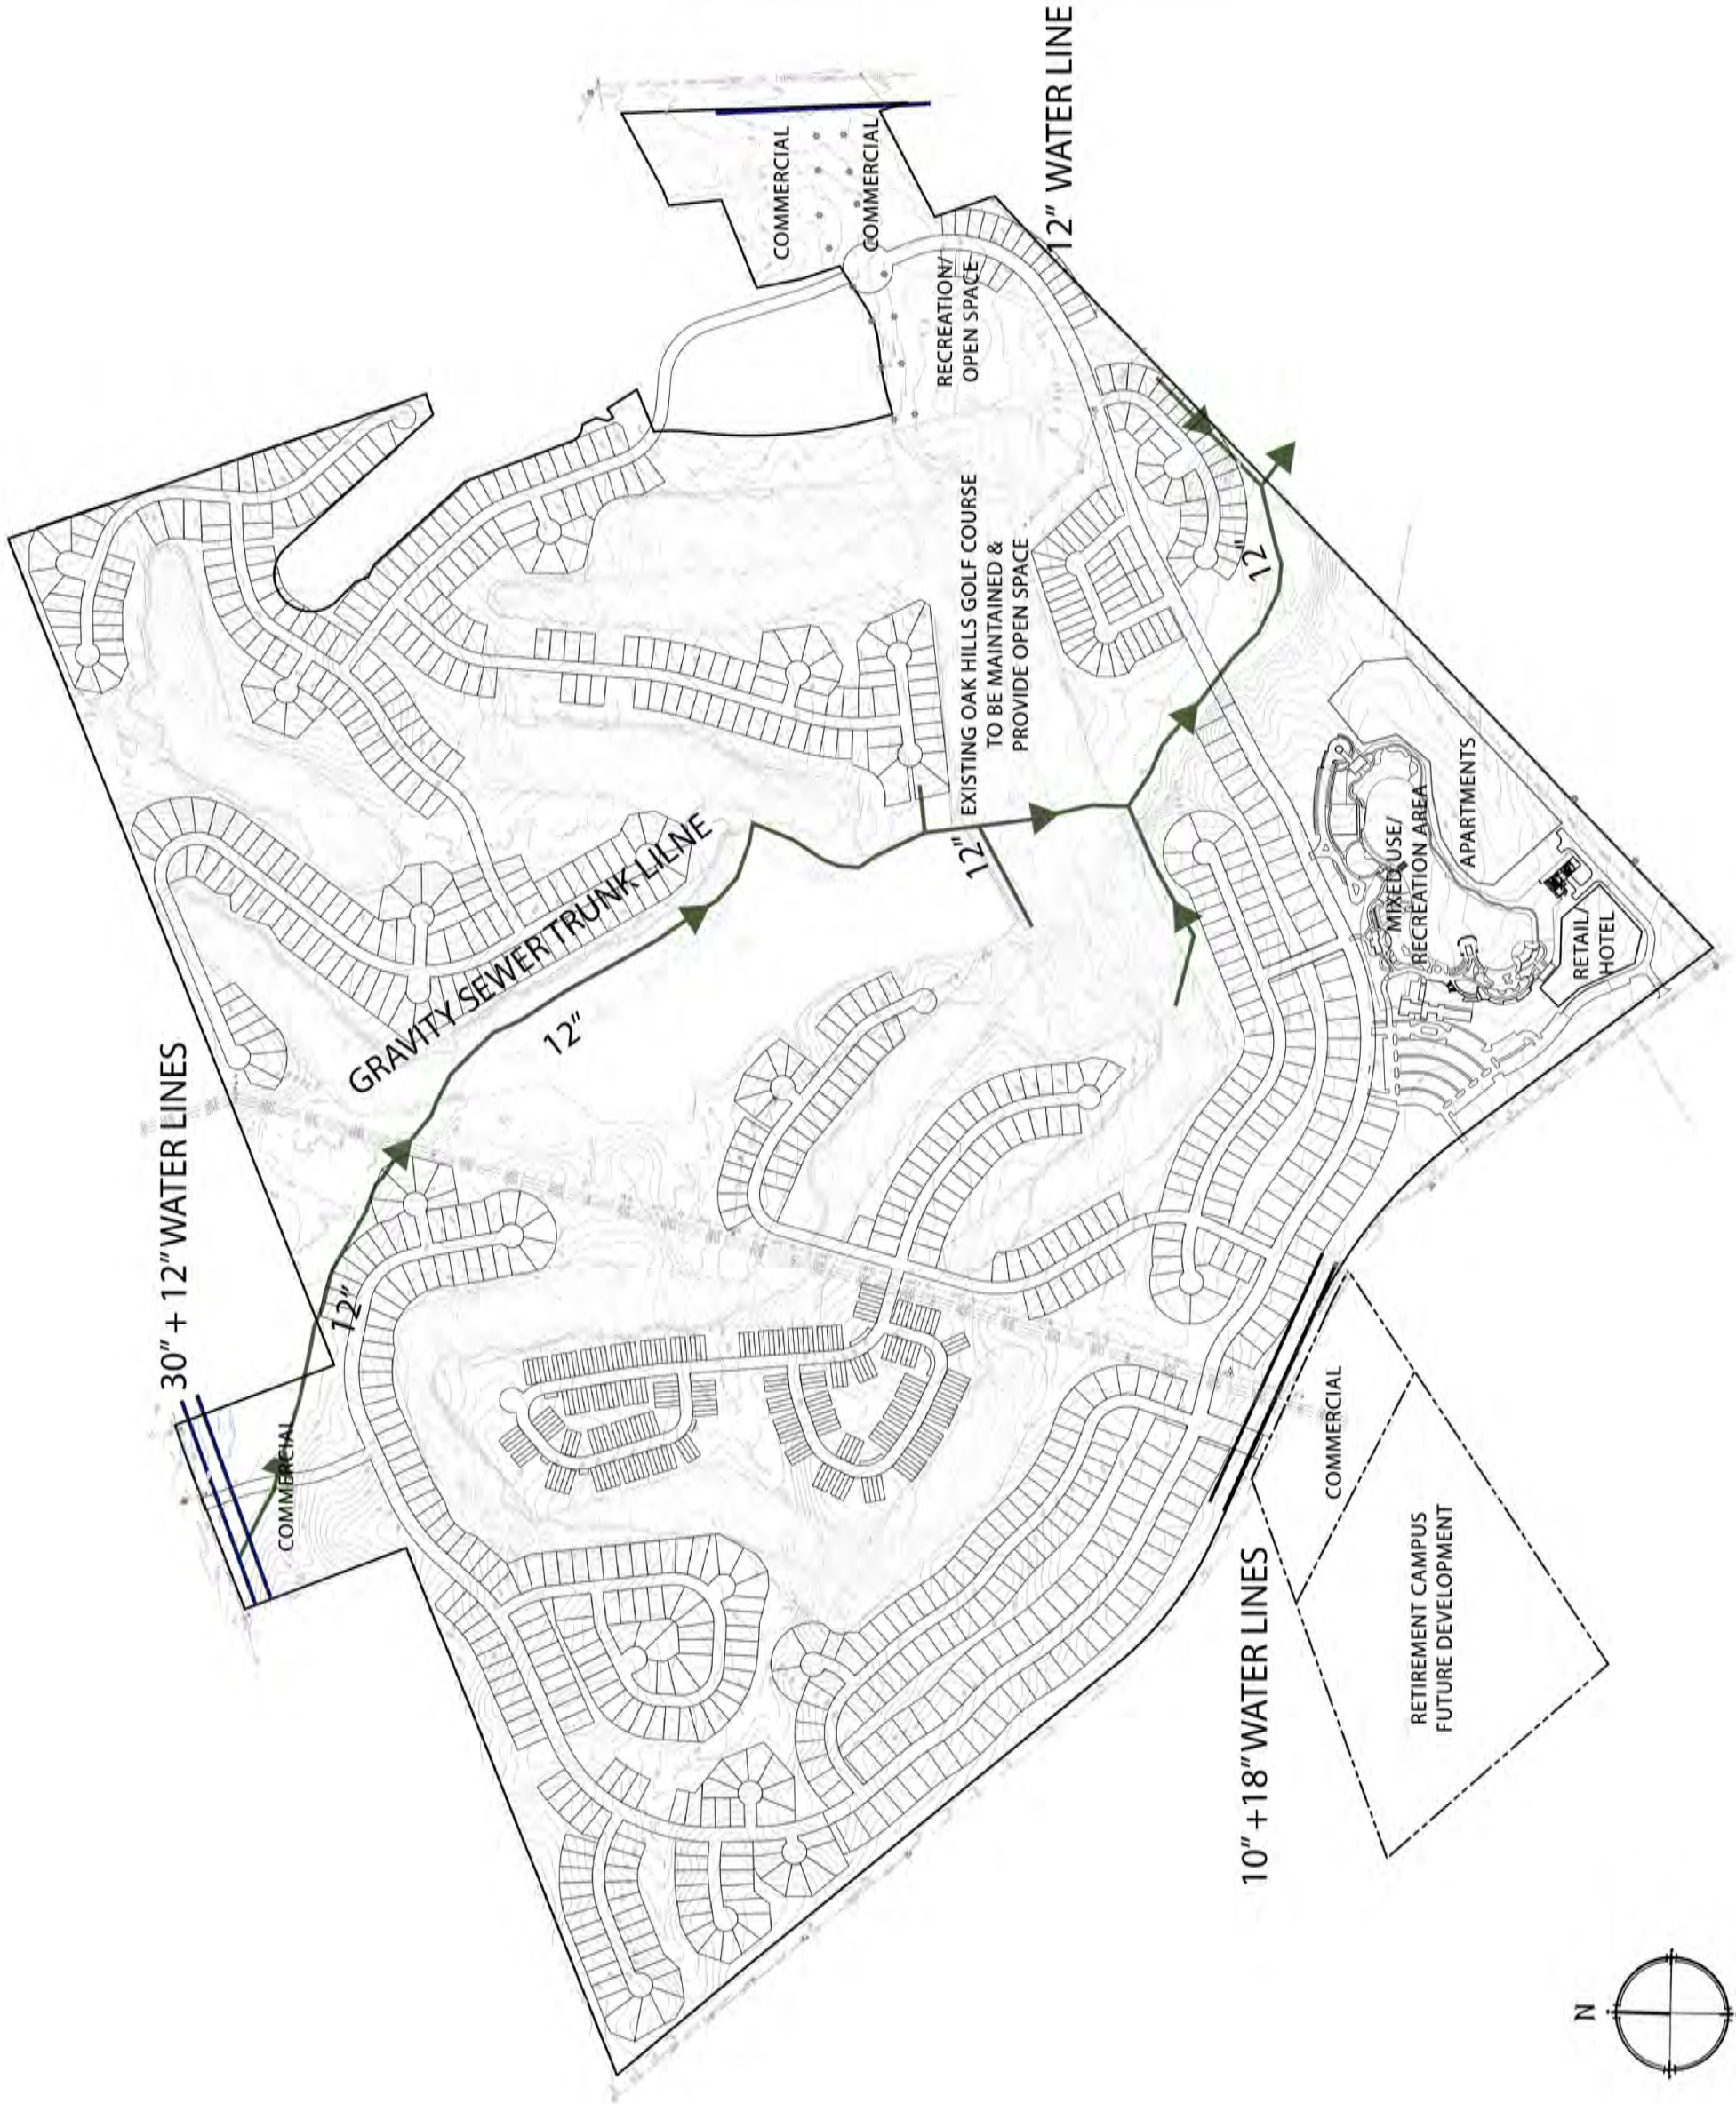 30" + 12" WATER LINES
COMMERCIAL
12"
GRAVITY SEWER TRUNK LILNE
12"
COMMERCIAL
COMMERCIAL
RECREATION/
OPEN SPACE
12" WATER LINE
EXISTING OAK HILLS GOLF COURSE
TO BE MAINTAINED &
PROVIDE OPEN SPACE
12"
12"
MIXED USE/
RECREATION AREA
APARTMENTS
RETAIL/
HOTEL
10" +18" WATER LINES
COMMERCIAL
RETIREMENT CAMPUS
FUTURE DEVELOPMENT
N